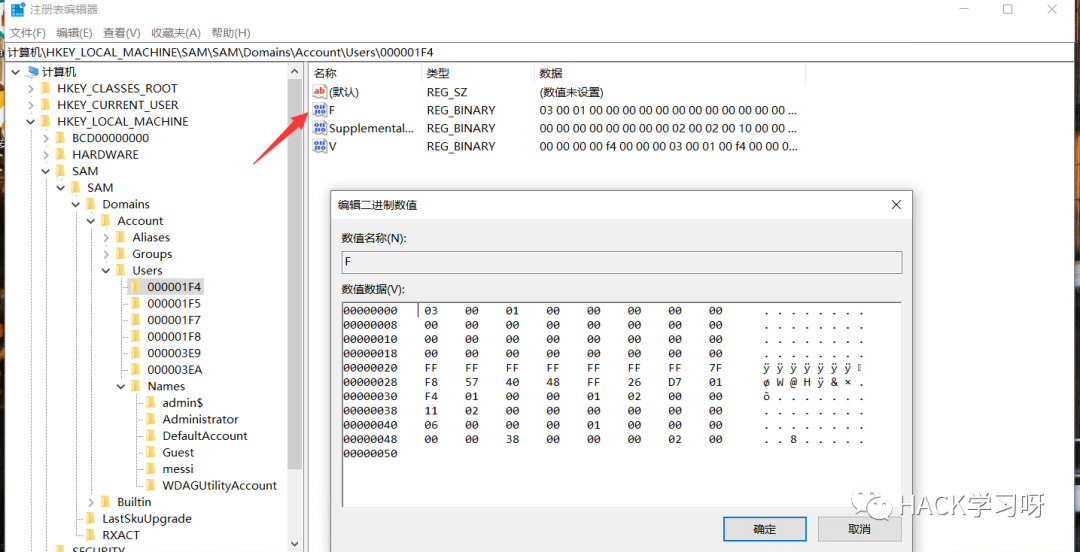 注册表编辑器
文件(F) 编辑(E) 查看(V) 收藏夹(A) 帮助(H)
计算机\HKEY_LOCAL_MACHINE\SAM\SAM\Domains\Account\Users\000001F4
计算机
HKEY_CLASSES_ROOT
HKEY_CURRENT_USER
HKEY_LOCAL_MACHINE
BCD00000000
HARDWARE
SAM
SAM
Domains
Account
Aliases
Groups
Users
000001F4
000001F5
000001F7
000001F8
000003E9
000003EA
Names
admin$
Administrator
DefaultAccount
Guest
messi
WDAGUtilityAccount
Builtin
LastSkuUpgrade
RXACT
SECURITY
名称 类型 数据
(默认) REG_SZ (数值未设置)
F REG_BINARY 03 00 01 00 00 00 00 00 00 00 00 00 00 00 00 ...
Supplemental... REG_BINARY 00 00 00 00 00 00 00 00 02 00 02 00 10 00 00 ...
V REG_BINARY 00 00 00 00 f4 00 00 00 03 00 01 00 f4 00 00 0...
编辑二进制数值
数值名称(N):
F
数值数据(V):
00000000 03 00 01 00 00 00 00 00 . . . . . . . .
00000008 00 00 00 00 00 00 00 00 . . . . . . . .
00000010 00 00 00 00 00 00 00 00 . . . . . . . .
00000018 00 00 00 00 00 00 00 00 . . . . . . . .
00000020 FF FF FF FF FF FF FF 7F ÿ ÿ ÿ ÿ ÿ ÿ ÿ
00000028 F8 57 40 48 FF 26 D7 01 ø W @ H ÿ & × .
00000030 F4 01 00 00 01 02 00 00 ô . . . . . . .
00000038 11 02 00 00 00 00 00 00 . . . . . . . .
00000040 06 00 00 00 01 00 00 00 . . . . . . . .
00000048 00 00 38 00 00 00 02 00 . . 8 . . . . .
00000050
确定 取消
HACK学习呀